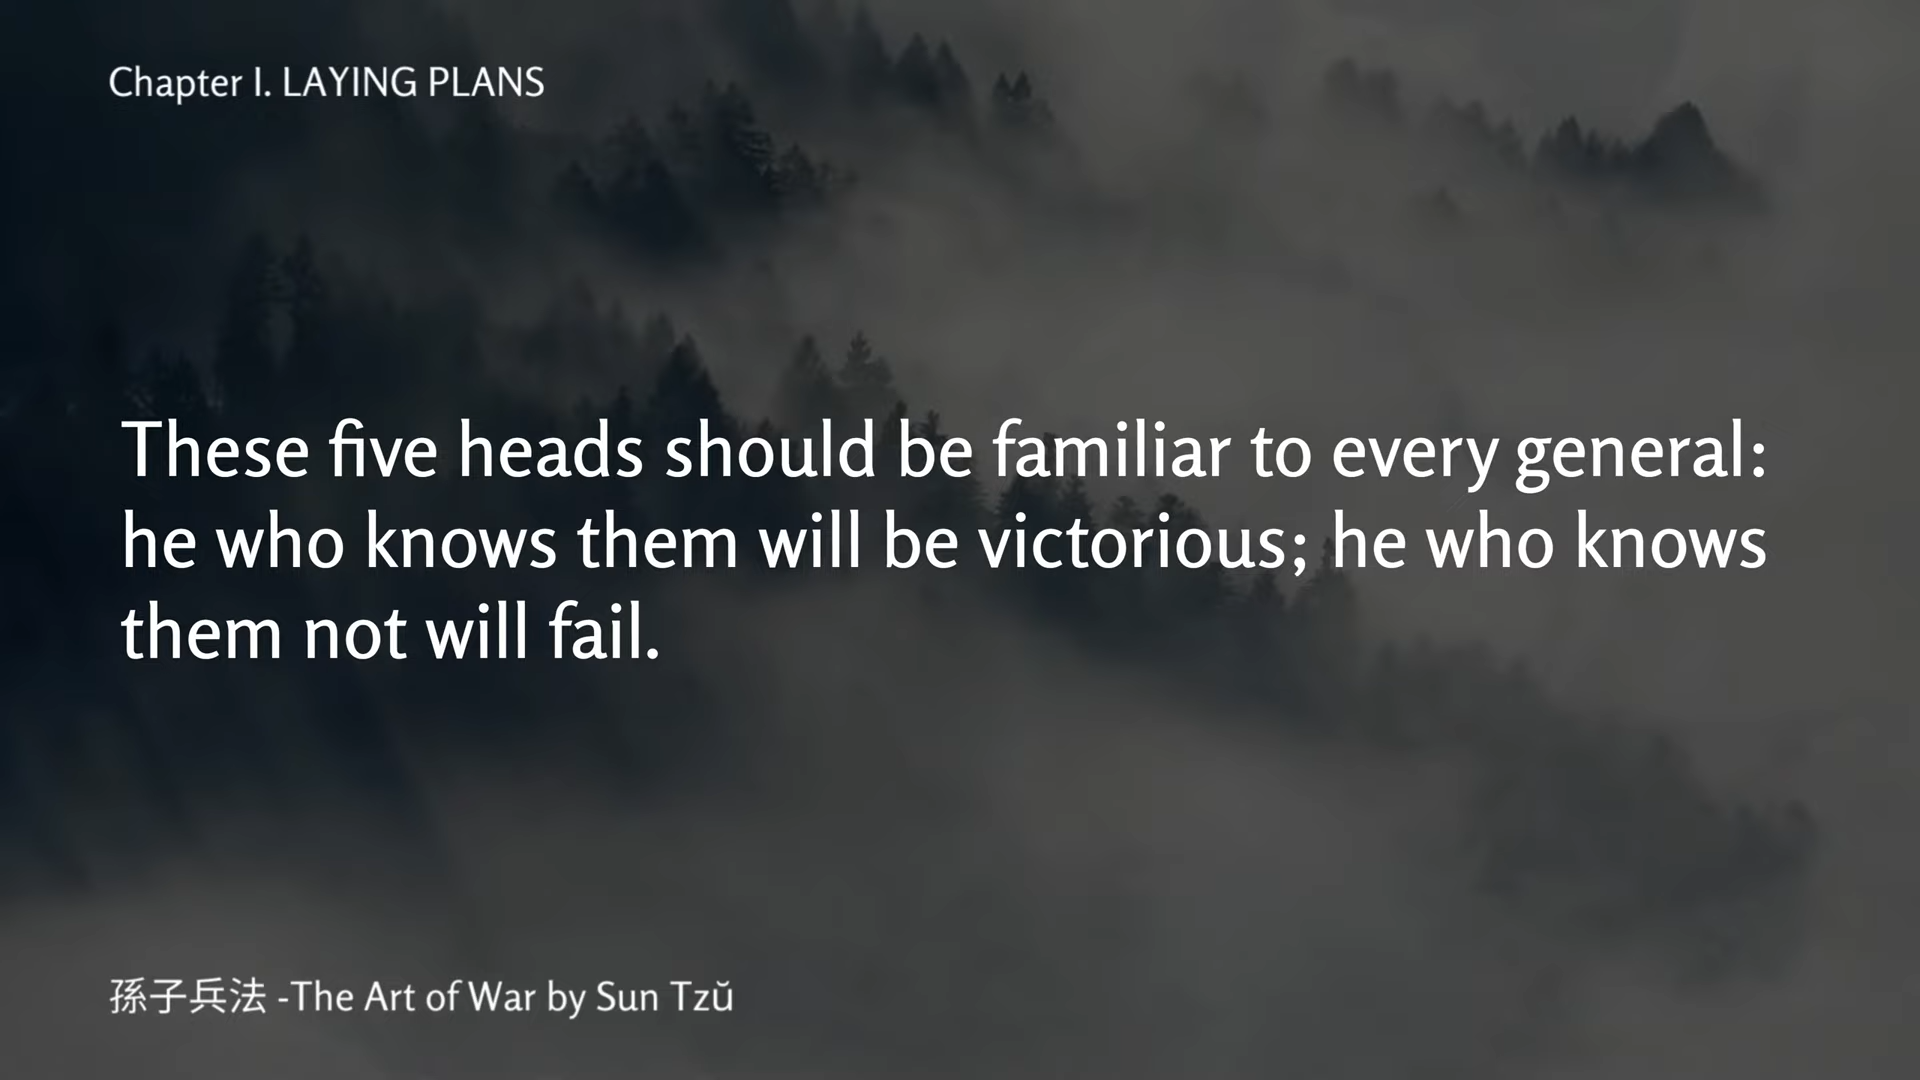 Chapter I. LAYING PLANS
These five heads should be familiar to every general:
he who knows them will be victorious; he who knows
them not will fail.
孫子兵法 -The Art of War by Sun Tzŭ